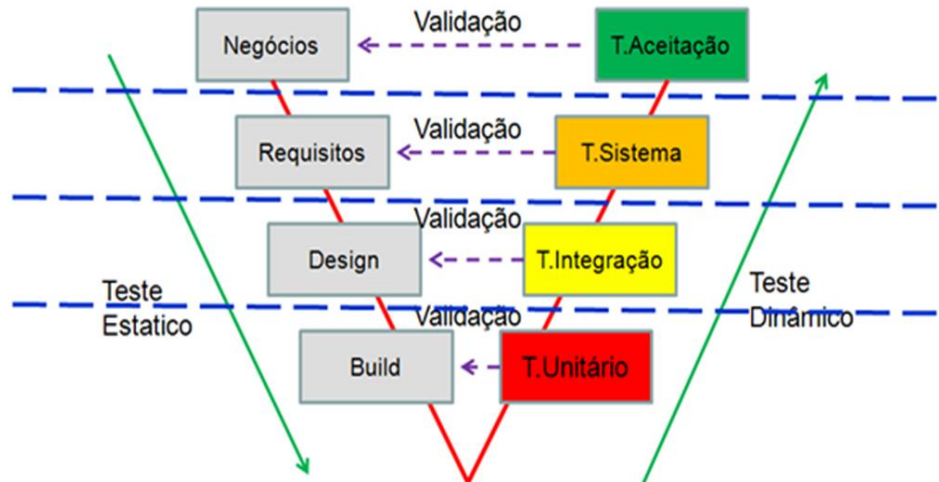 Validação
Negócios
T.Aceitação
Validação
Requisitos
T.Sistema
Validação
Design
T.Integração
Teste
Estatico
Teste
Dinâmico
Validação
Build
T.Unitário